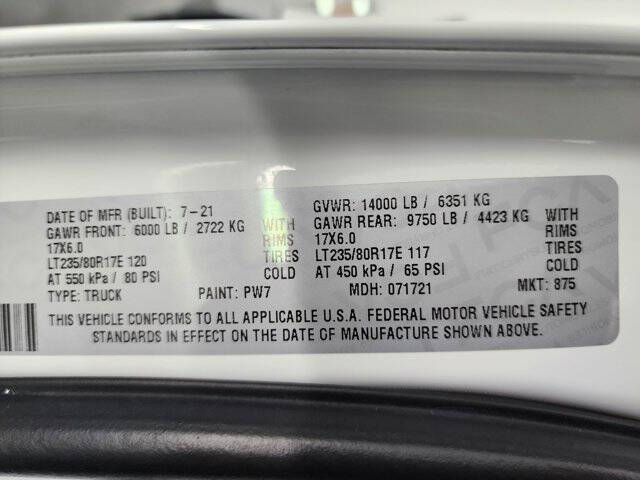 DATE OF MFR (BUILT): 7-21 GVWR: 14000 LB / 6351 KG
GAWR FRONT: 6000 LB / 2722 KG WITH GAWR REAR: 9750 LB / 4423 KG WITH
17X6.0 RIMS 17X6.0 RIMS
LT235/80R17E 120 TIRES LT235/80R17E 117 TIRES
AT 550 kPa / 80 PSI COLD AT 450 kPa / 65 PSI COLD
TYPE: TRUCK PAINT: PW7 MDH: 071721 MKT: 875
THIS VEHICLE CONFORMS TO ALL APPLICABLE U.S.A. FEDERAL MOTOR VEHICLE SAFETY
STANDARDS IN EFFECT ON THE DATE OF MANUFACTURE SHOWN ABOVE.